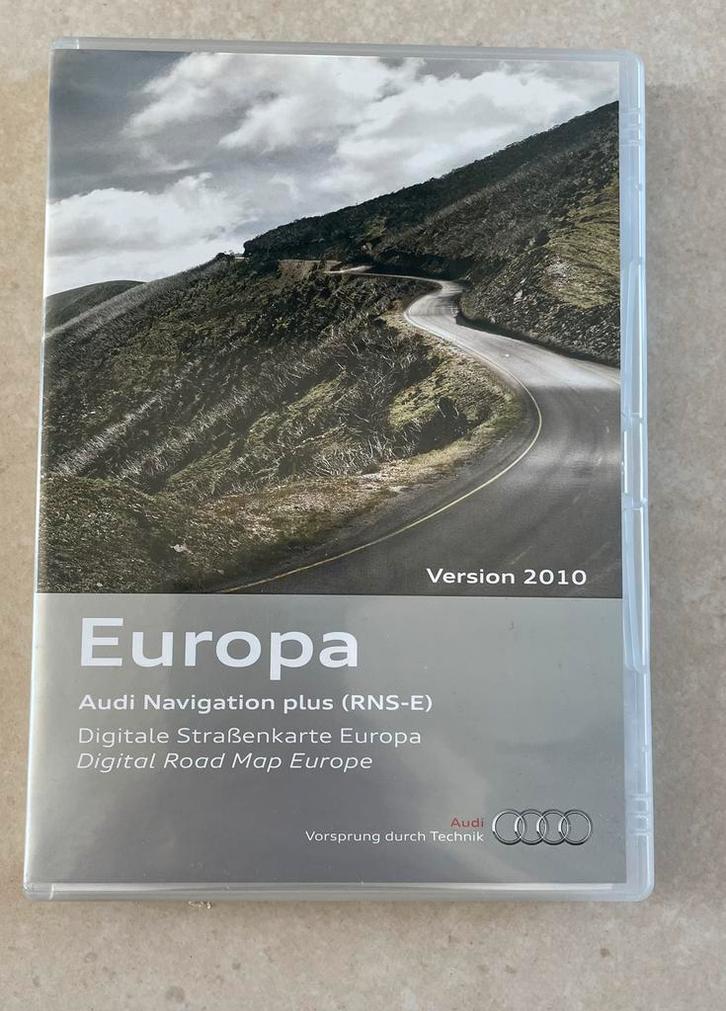 Version 2010
Europa
Audi Navigation plus (RNS-E)
Digitale Straßenkarte Europa
Digital Road Map Europe
Audi
Vorsprung durch Technik